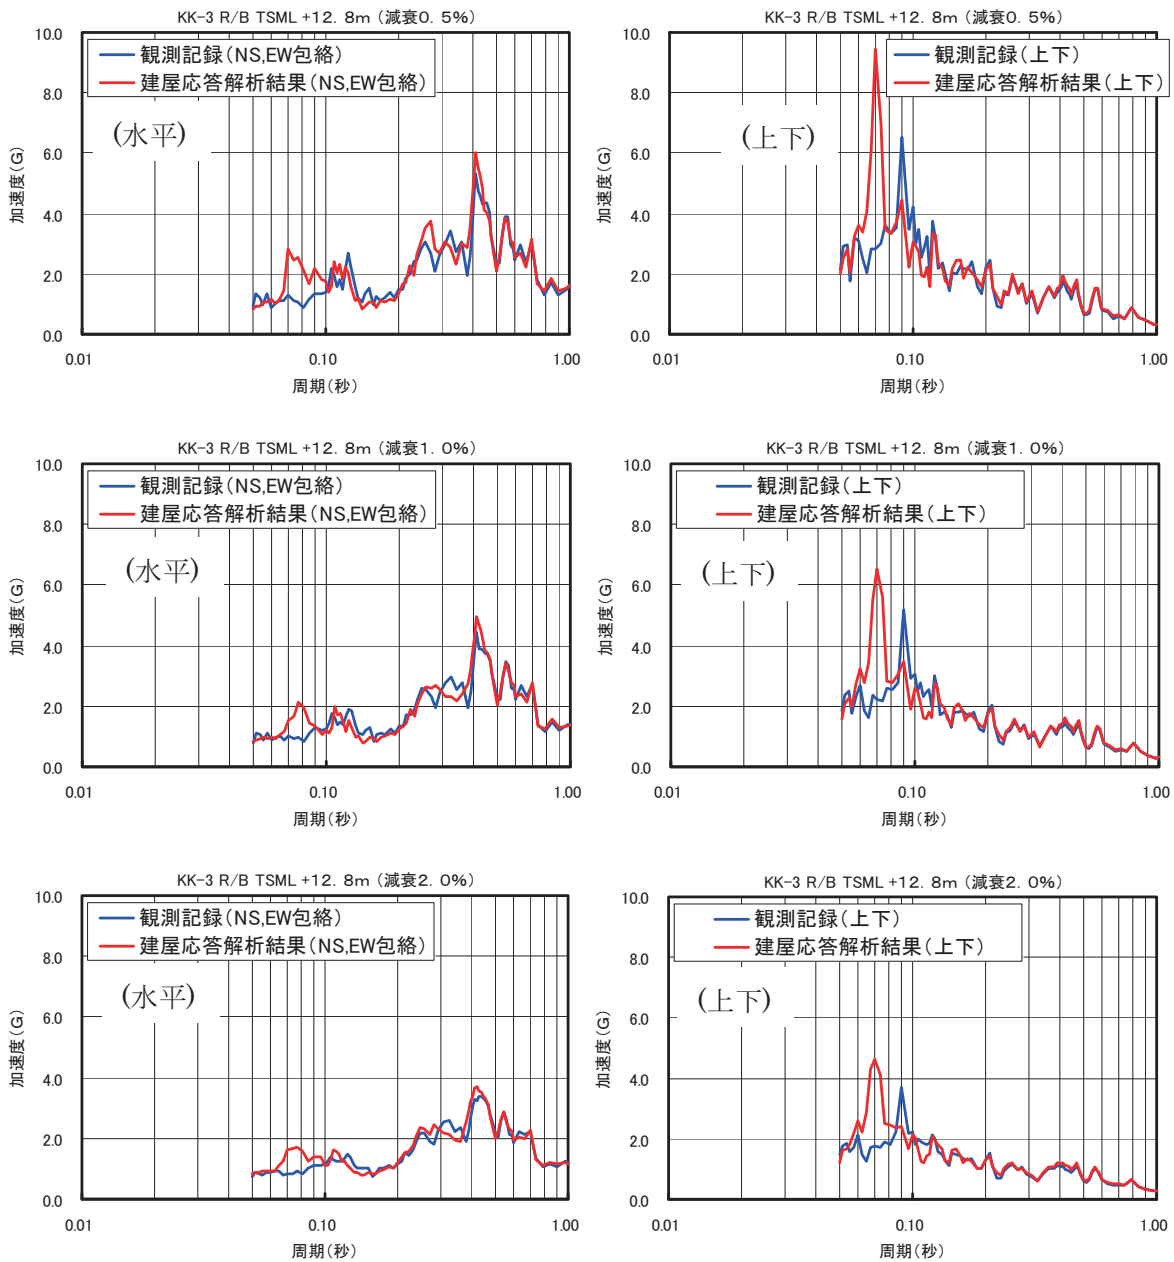 KK-3 R/B TSML +12. 8m (減衰0. 5%)
10.0
8.0
6.0
4.0
2.0
0.0
加速度(G)
観測記録(NS,EW包絡)
建屋応答解析結果(NS,EW包絡)
(水平)
0.01
0.10
1.00
周期(秒)
KK-3 R/B TSML +12. 8m (減衰0. 5%)
10.0
8.0
6.0
4.0
2.0
0.0
加速度(G)
観測記録(上下)
建屋応答解析結果(上下)
(上下)
0.01
0.10
1.00
周期(秒)
KK-3 R/B TSML +12. 8m (減衰1. 0%)
10.0
8.0
6.0
4.0
2.0
0.0
加速度(G)
観測記録(NS,EW包絡)
建屋応答解析結果(NS,EW包絡)
(水平)
0.01
0.10
1.00
周期(秒)
KK-3 R/B TSML +12. 8m (減衰1. 0%)
10.0
8.0
6.0
4.0
2.0
0.0
加速度(G)
観測記録(上下)
建屋応答解析結果(上下)
(上下)
0.01
0.10
1.00
周期(秒)
KK-3 R/B TSML +12. 8m (減衰2. 0%)
10.0
8.0
6.0
4.0
2.0
0.0
加速度(G)
観測記録(NS,EW包絡)
建屋応答解析結果(NS,EW包絡)
(水平)
0.01
0.10
1.00
周期(秒)
KK-3 R/B TSML +12. 8m (減衰2. 0%)
10.0
8.0
6.0
4.0
2.0
0.0
加速度(G)
観測記録(上下)
建屋応答解析結果(上下)
(上下)
0.01
0.10
1.00
周期(秒)